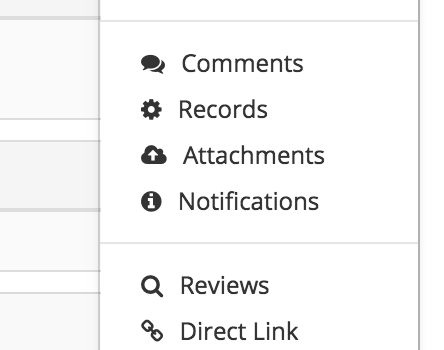 Comments
Records
Attachments
Notifications
Reviews
Direct Link